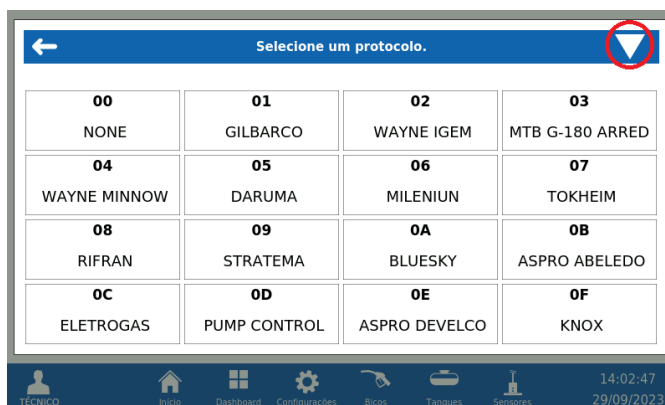 Selecione um protocolo.
00 01 02 03
NONE GILBARCO WAYNE IGEM MTB G-180 ARRED
04 05 06 07
WAYNE MINNOW DARUMA MILENIUN TOKHEIM
08 09 0A 0B
RIFRAN STRATEMA BLUESKY ASPRO ABELEDO
0C 0D 0E 0F
ELETROGAS PUMP CONTROL ASPRO DEVELCO KNOX
TÉCNICO Início Dashboard Configurações Bicos Tanques Sensores 14:02:47
29/09/2023